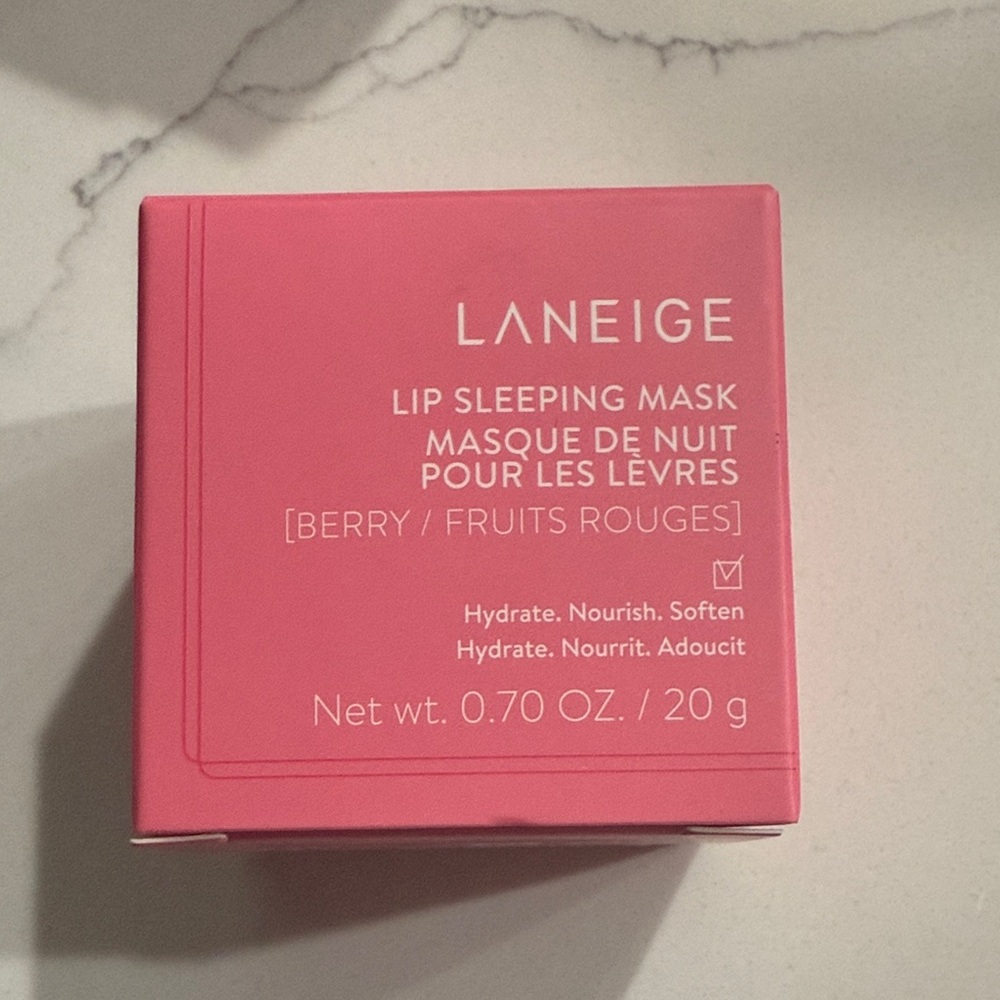 LANEIGE
LIP SLEEPING MASK
MASQUE DE NUIT
POUR LES LÈVRES
[BERRY / FRUITS ROUGES]
Hydrate. Nourish. Soften
Hydrate. Nourrit. Adoucit
Net wt. 0.70 OZ. / 20 g